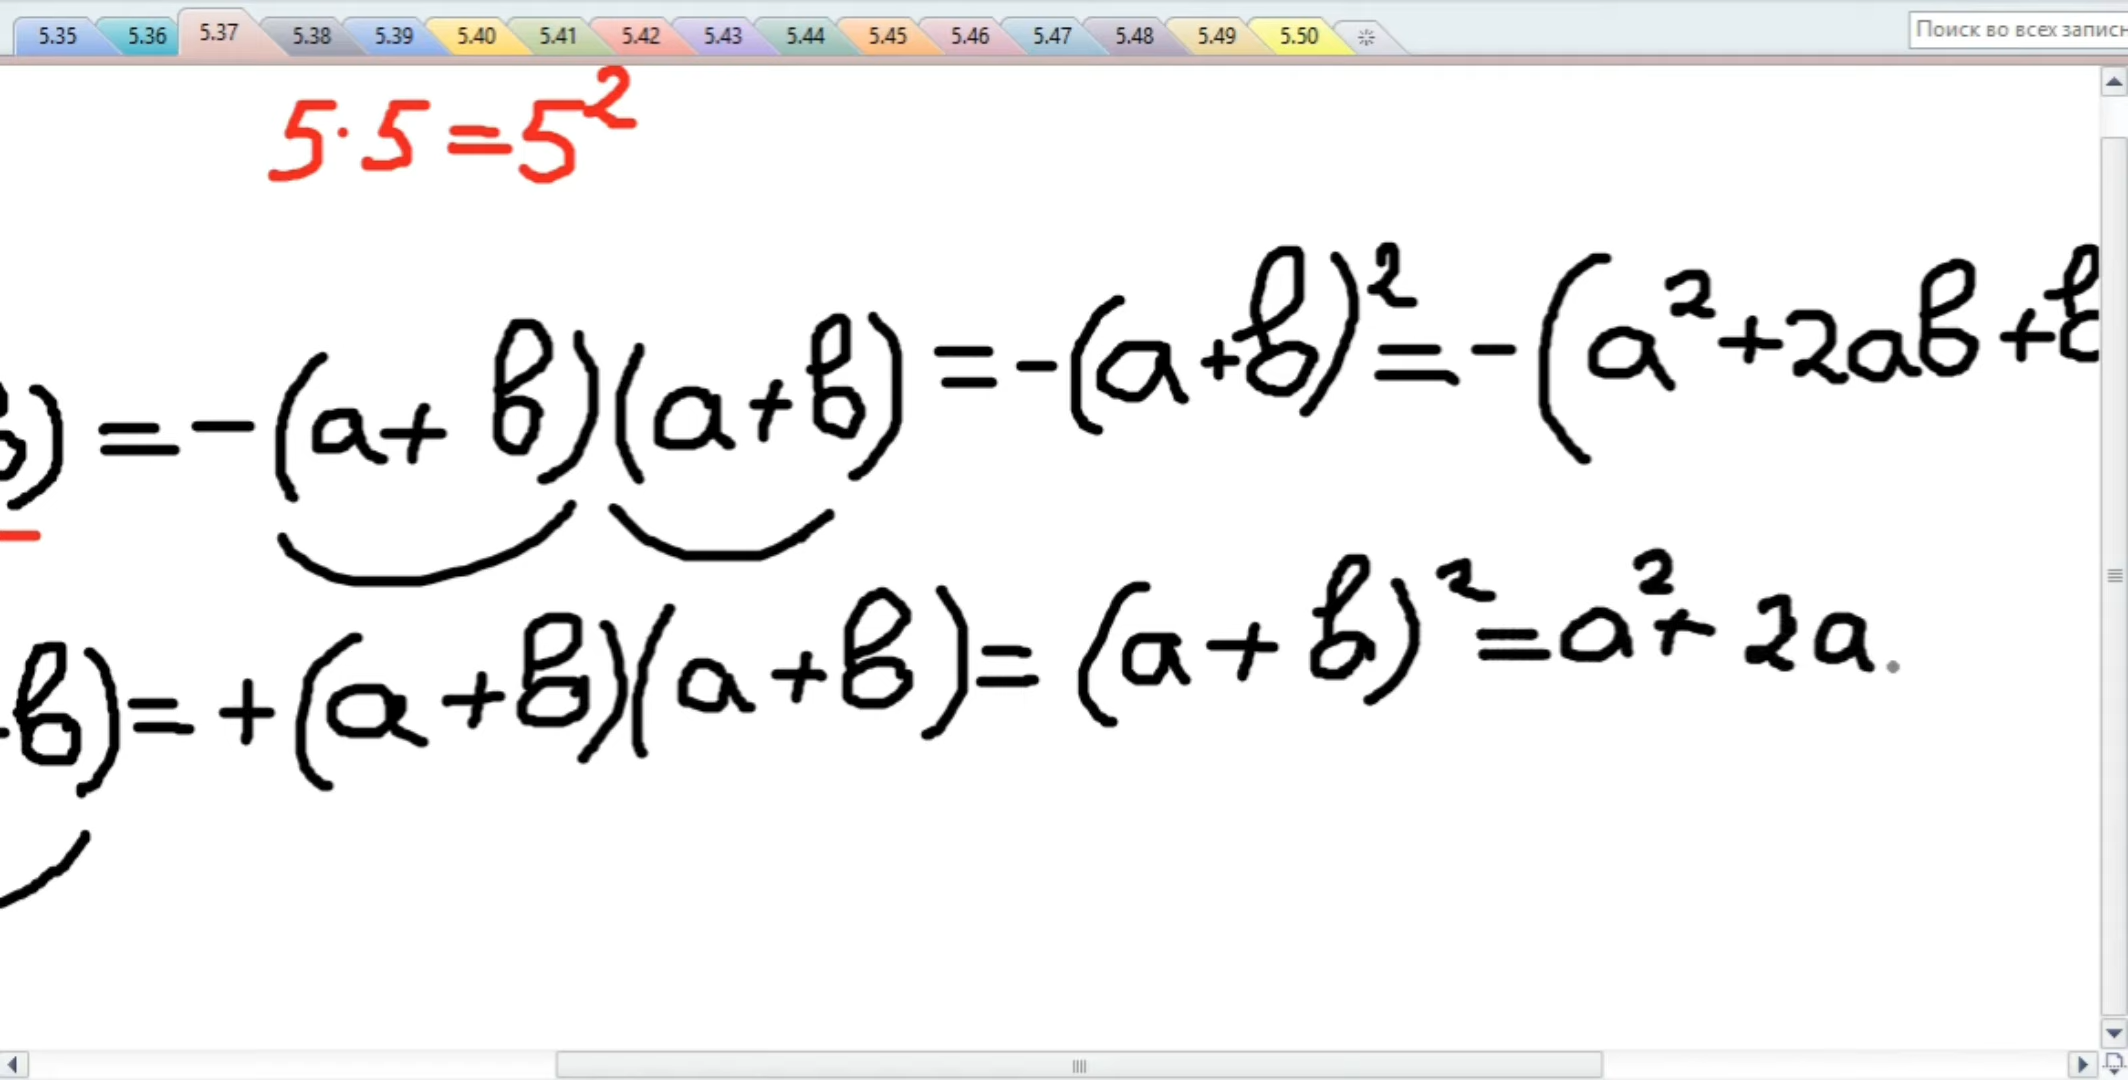 5.35 5.36 5.37 5.38 5.39 5.40 5.41 5.42 5.43 5.44 5.45 5.46 5.47 5.48 5.49 5.50 Поиск во всех запис
5·5=5²
в) = -(a+в)(a+в) = -(a+в)² = -(a²+2aв+в
в) = +(a+в)(a+в) = (a+в)² = a²+2a